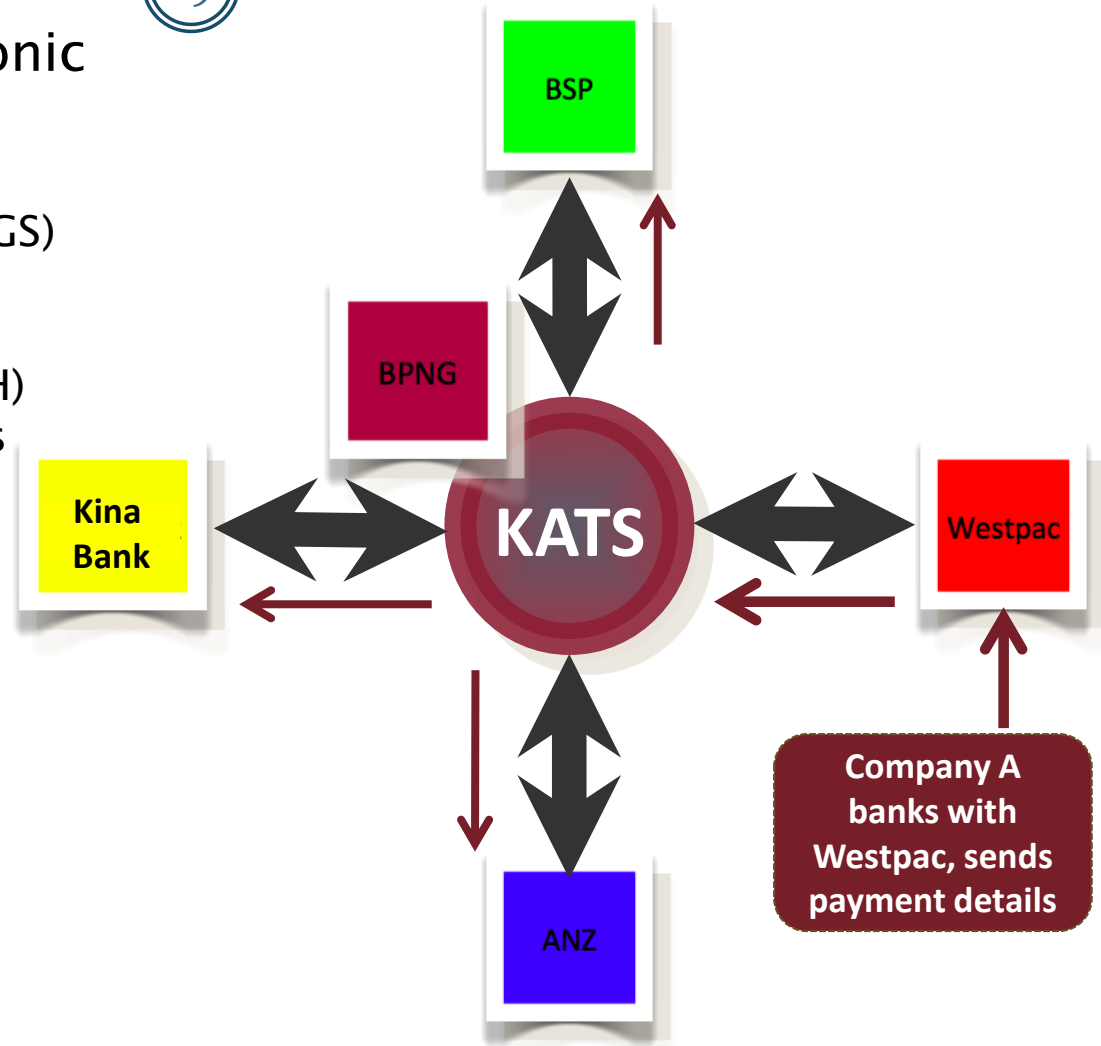 onic
GS)
H)
s
BSP
BPNG
Kina
Bank
KATS
Westpac
Company A
banks with
Westpac, sends
payment details
ANZ